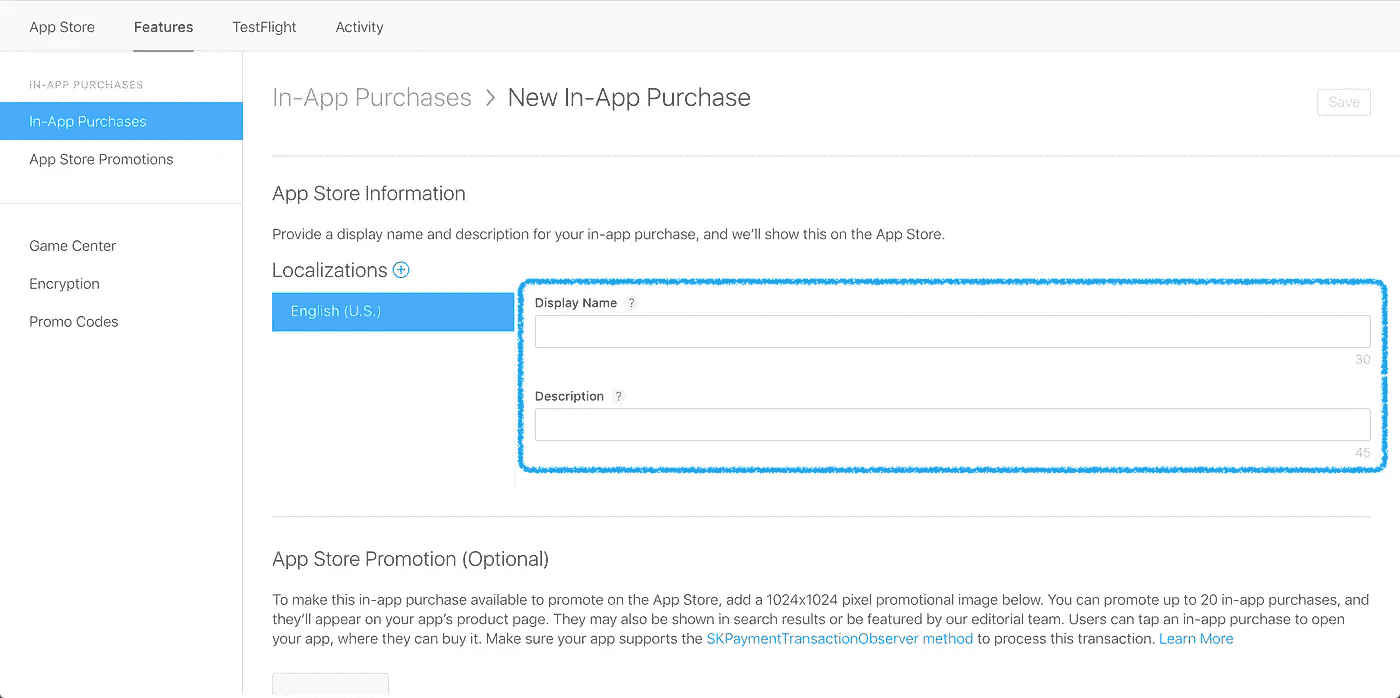 App Store Features TestFlight Activity
IN-APP PURCHASES
In-App Purchases
App Store Promotions
Game Center
Encryption
Promo Codes
In-App Purchases > New In-App Purchase
Save
App Store Information
Provide a display name and description for your in-app purchase, and we'll show this on the App Store.
Localizations +
English (U.S.)
Display Name ?
30
Description ?
45
App Store Promotion (Optional)
To make this in-app purchase available to promote on the App Store, add a 1024x1024 pixel promotional image below. You can promote up to 20 in-app purchases, and
they'll appear on your app's product page. They may also be shown in search results or be featured by our editorial team. Users can tap an in-app purchase to open
your app, where they can buy it. Make sure your app supports the SKPaymentTransactionObserver method to process this transaction. Learn More